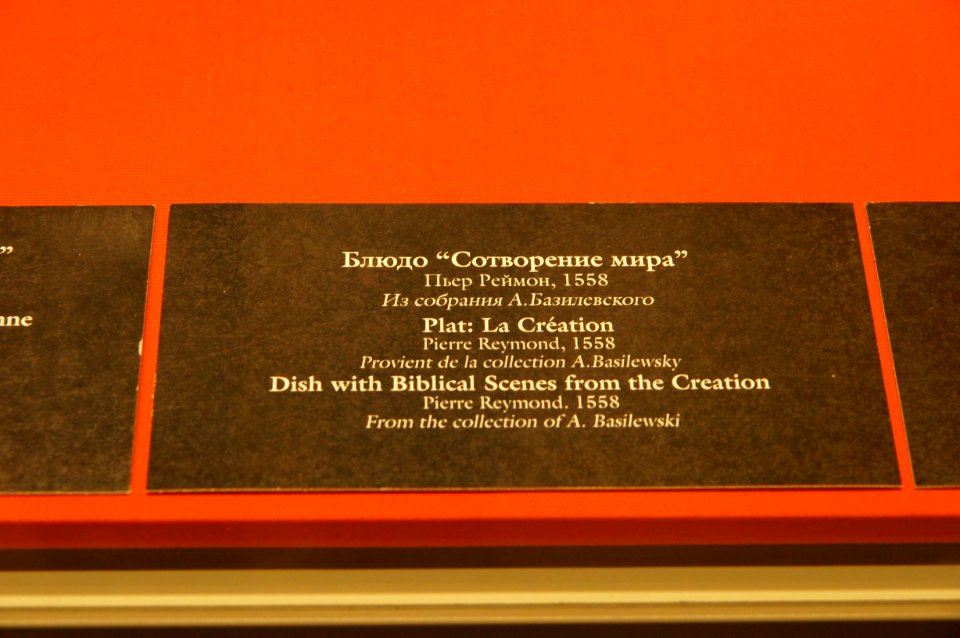 ”
nne
Блюдо “Сотворение мира”
Пьер Реймон, 1558
Из собрания А.Базилевского
Plat: La Création
Pierre Reymond, 1558
Provient de la collection A.Basilewsky
Dish with Biblical Scenes from the Creation
Pierre Reymond. 1558
From the collection of A. Basilewski